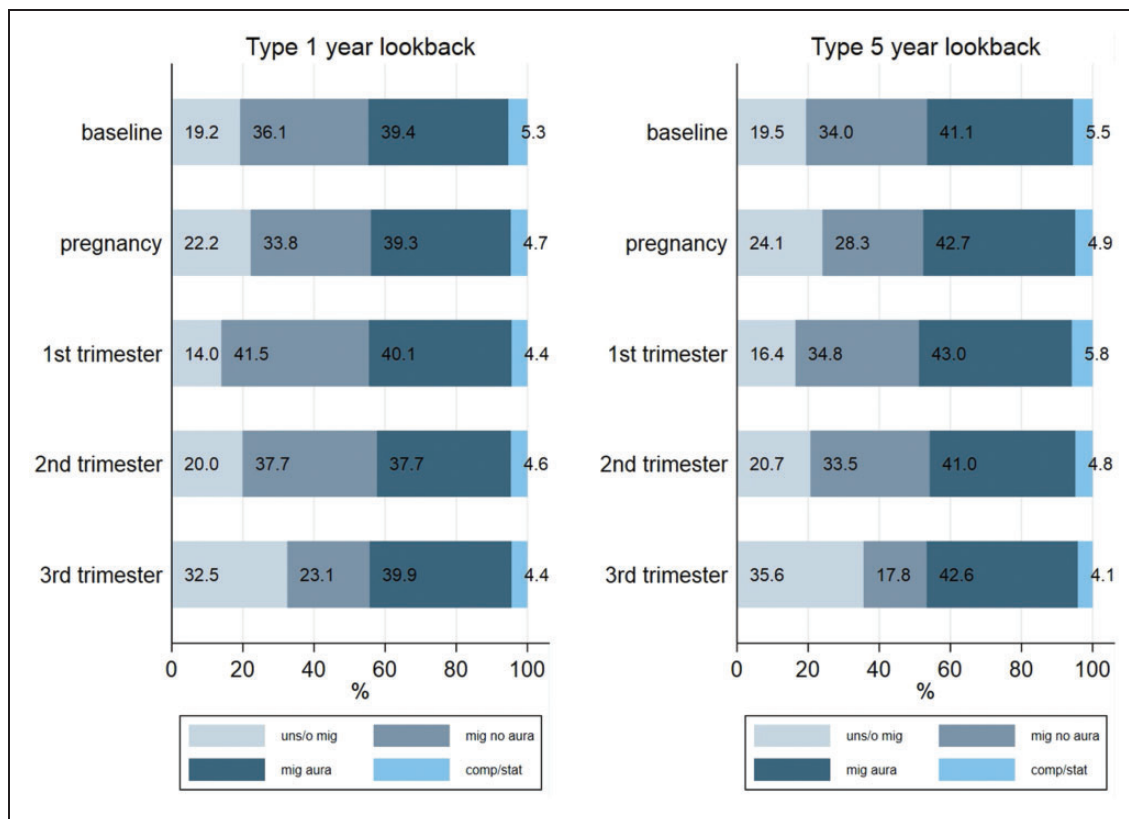 Type 1 year lookback
baseline 19.2 36.1 39.4 5.3
pregnancy 22.2 33.8 39.3 4.7
1st trimester 14.0 41.5 40.1 4.4
2nd trimester 20.0 37.7 37.7 4.6
3rd trimester 32.5 23.1 39.9 4.4
0 20 40 60 80 100
%
uns/o mig mig no aura
mig aura comp/stat
Type 5 year lookback
baseline 19.5 34.0 41.1 5.5
pregnancy 24.1 28.3 42.7 4.9
1st trimester 16.4 34.8 43.0 5.8
2nd trimester 20.7 33.5 41.0 4.8
3rd trimester 35.6 17.8 42.6 4.1
0 20 40 60 80 100
%
uns/o mig mig no aura
mig aura comp/stat